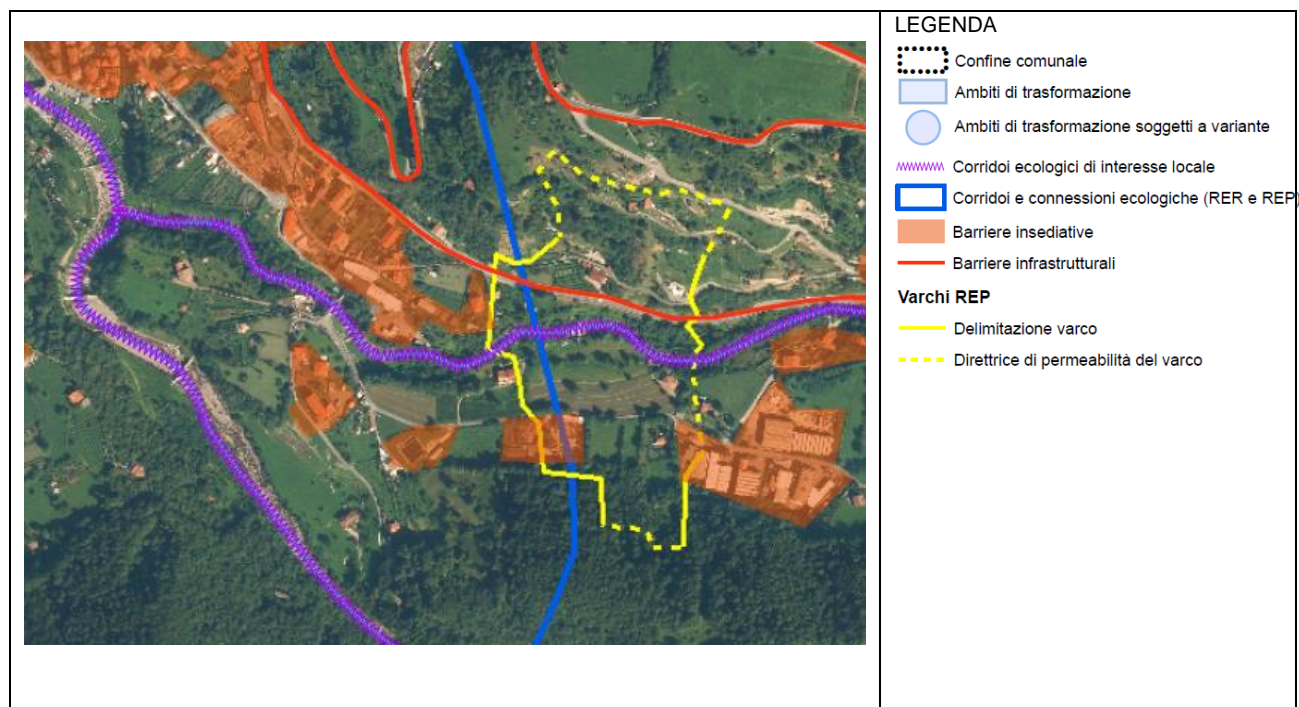 LEGENDA
Confine comunale
Ambiti di trasformazione
Ambiti di trasformazione soggetti a variante
Corridoi ecologici di interesse locale
Corridoi e connessioni ecologiche (RER e REP)
Barriere insediative
Barriere infrastrutturali
Varchi REP
Delimitazione varco
Direttrice di permeabilità del varco